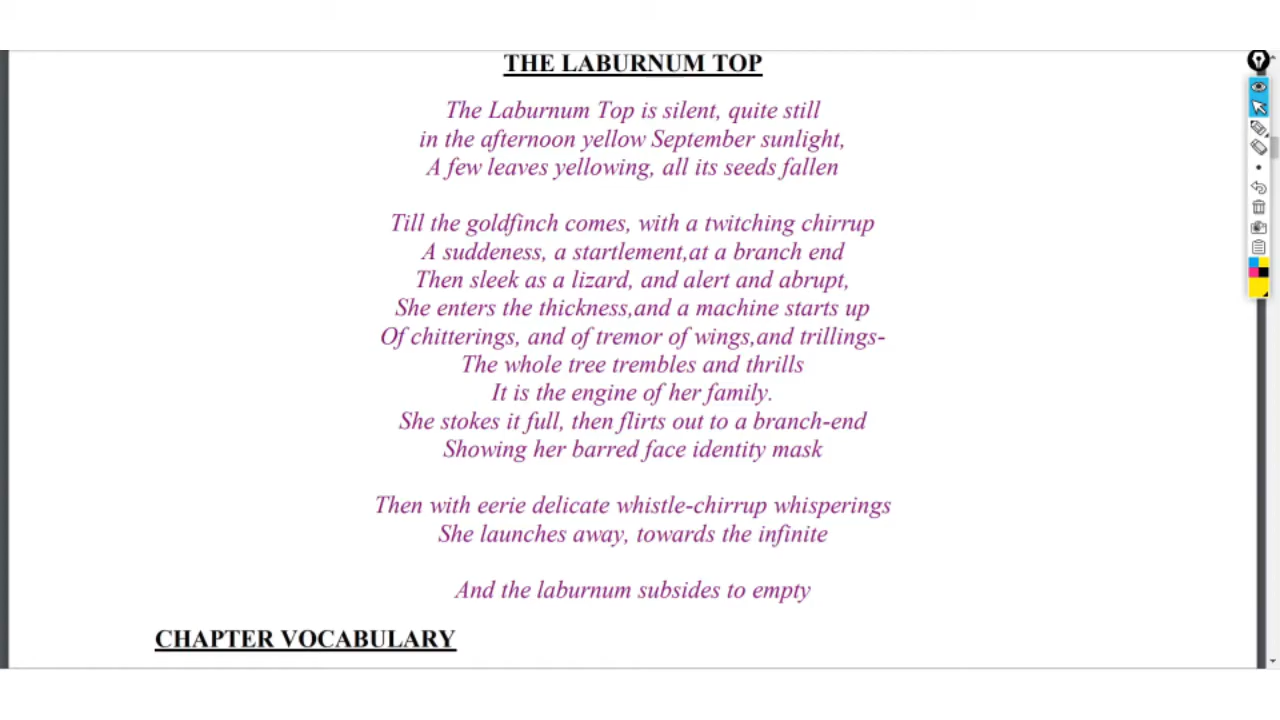 THE LABURNUM TOP
The Laburnum Top is silent, quite still
in the afternoon yellow September sunlight,
A few leaves yellowing, all its seeds fallen
Till the goldfinch comes, with a twitching chirrup
A suddeness, a startlement,at a branch end
Then sleek as a lizard, and alert and abrupt,
She enters the thickness,and a machine starts up
Of chitterings, and of tremor of wings,and trillings-
The whole tree trembles and thrills
It is the engine of her family.
She stokes it full, then flirts out to a branch-end
Showing her barred face identity mask
Then with eerie delicate whistle-chirrup whisperings
She launches away, towards the infinite
And the laburnum subsides to empty
CHAPTER VOCABULARY